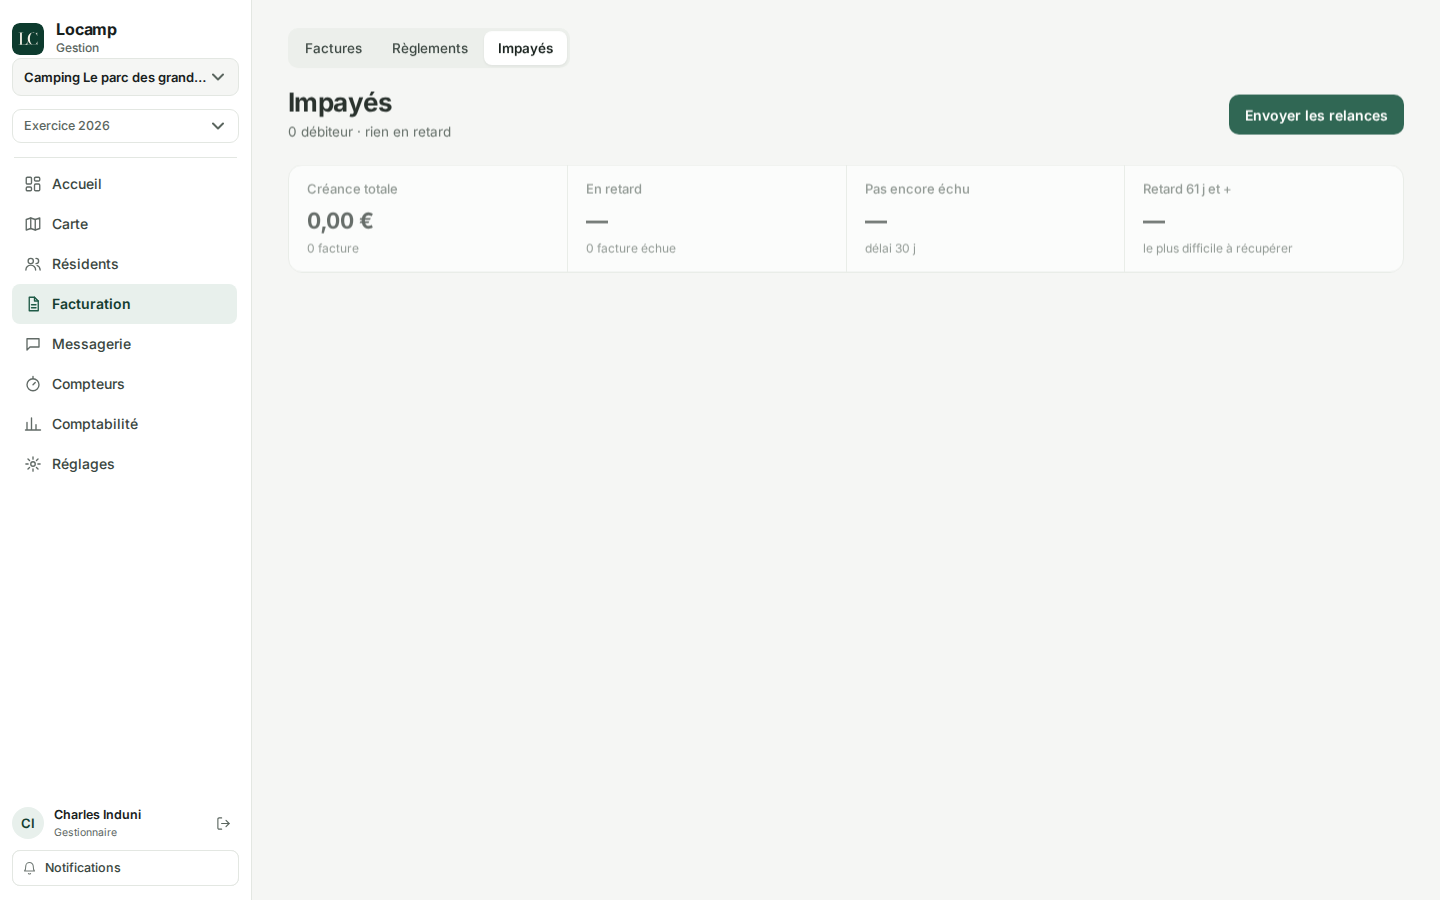 LC
Locamp
Gestion
Camping Le parc des grand...
Exercice 2026
Accueil
Carte
Résidents
Facturation
Messagerie
Compteurs
Comptabilité
Réglages
CI
Charles Induni
Gestionnaire
Notifications
Factures Règlements Impayés
Impayés
0 débiteur · rien en retard
Envoyer les relances
Créance totale
0,00 €
0 facture
En retard
—
0 facture échue
Pas encore échu
—
délai 30 j
Retard 61 j et +
—
le plus difficile à récupérer